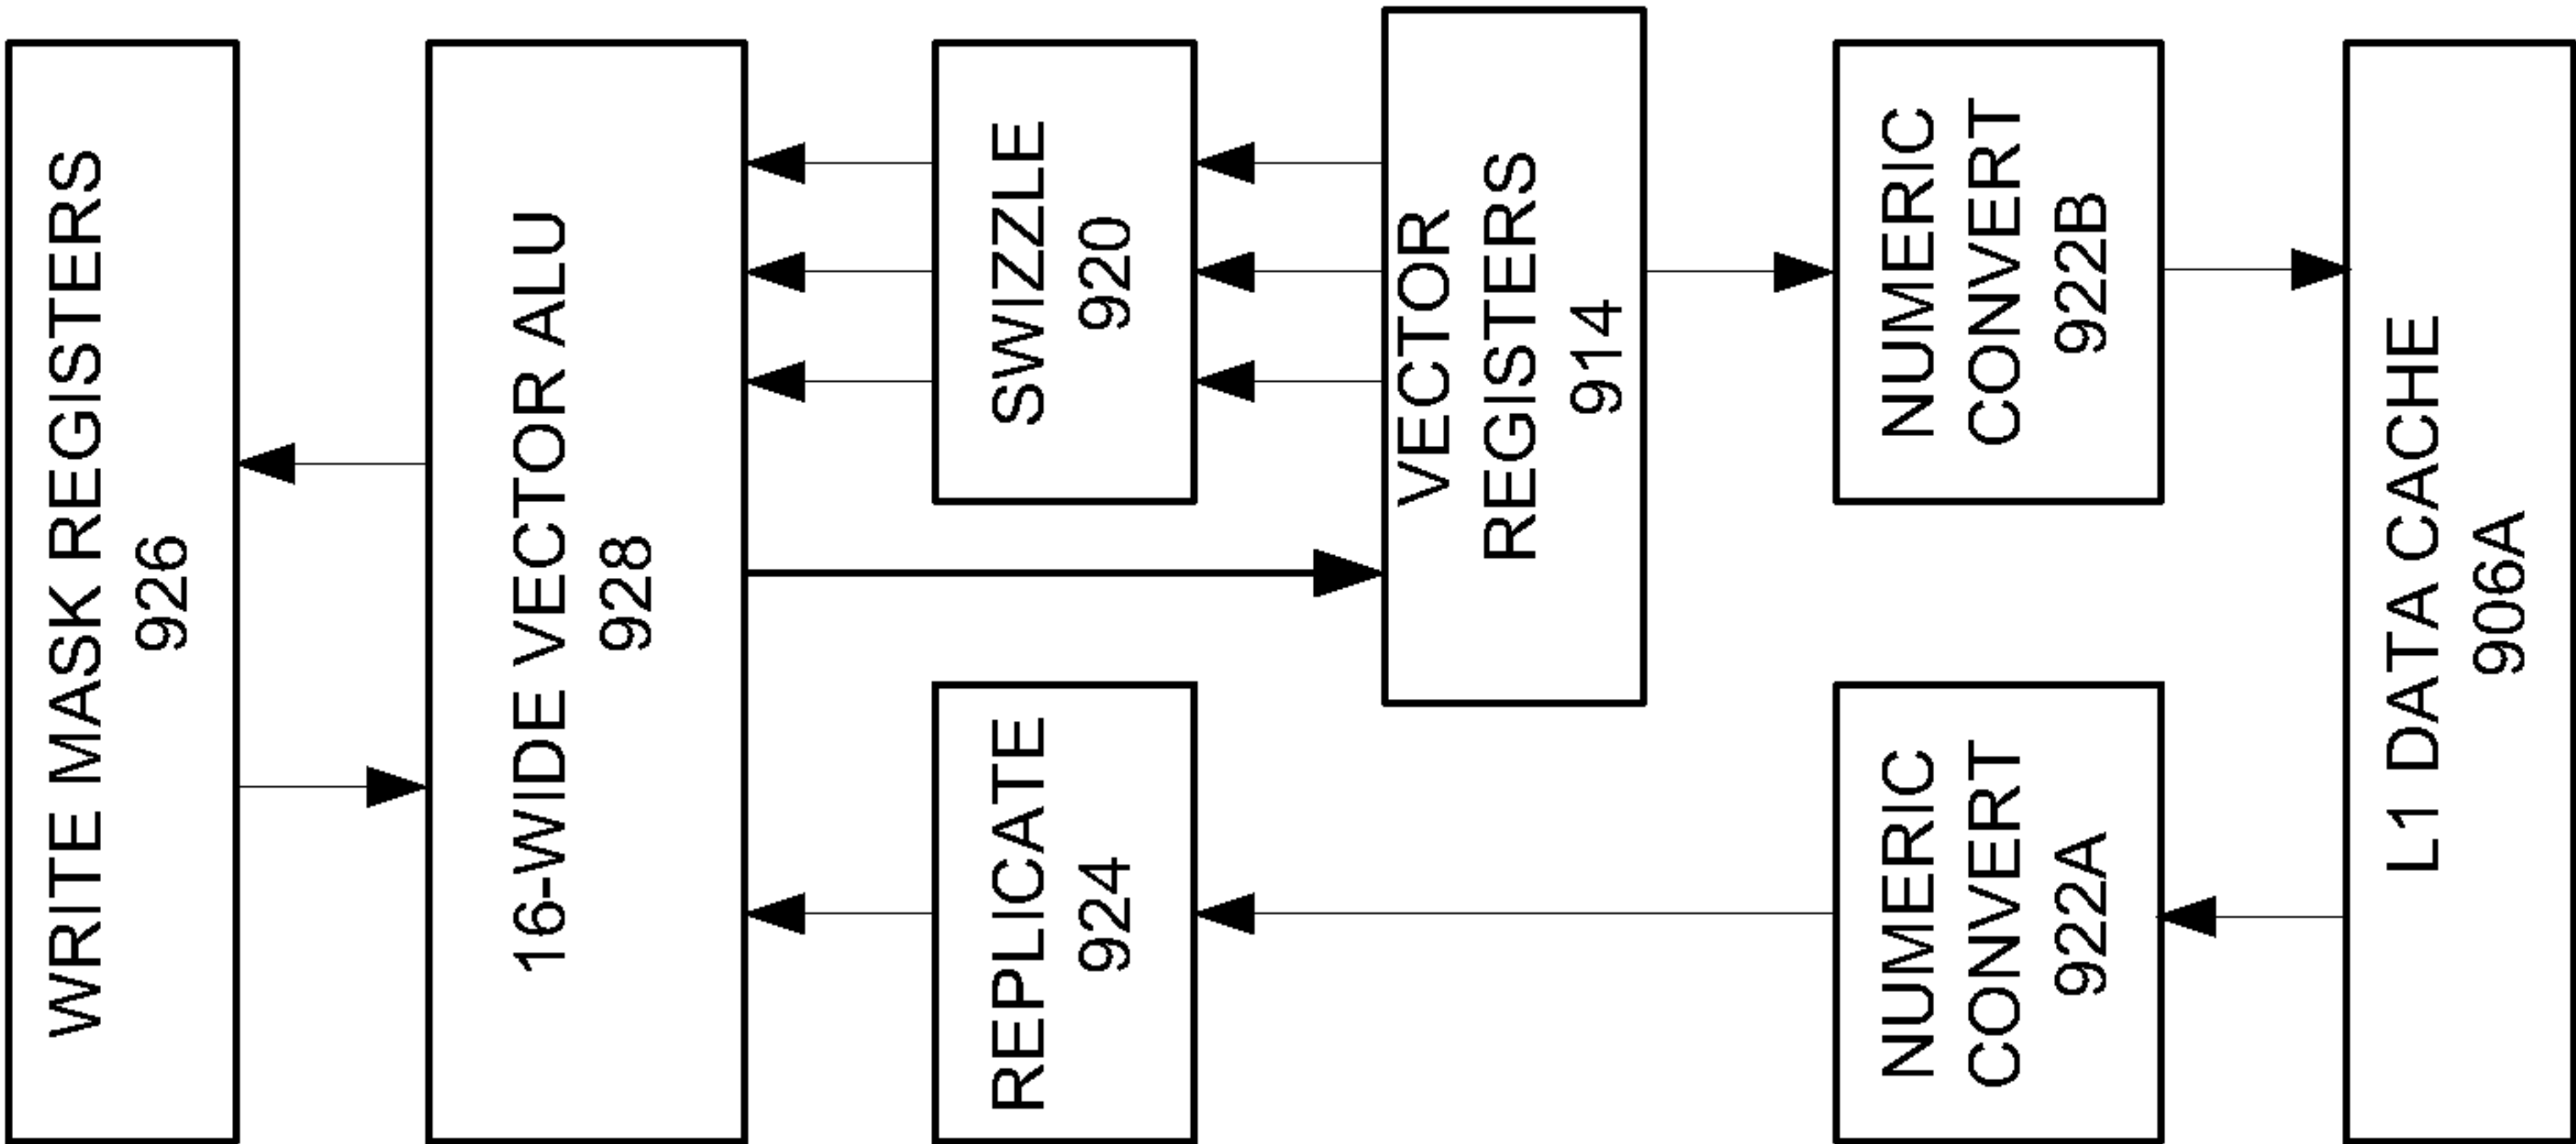 WRITE MASK REGISTERS
926
16-WIDE VECTOR ALU
928
REPLICATE
924
SWIZZLE
920
VECTOR
REGISTERS
914
NUMERIC
CONVERT
922A
NUMERIC
CONVERT
922B
L1 DATA CACHE
906A